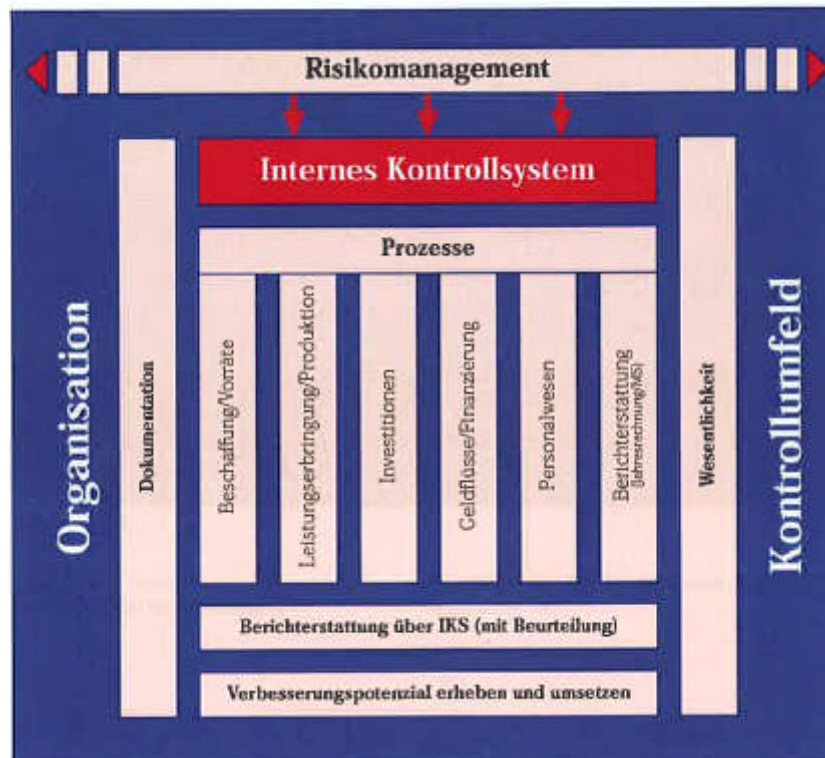 Risikomanagement
Internes Kontrollsystem
Prozesse
Organisation
Dokumentation
Beschaffung/Vorräte
Leistungserbringung/Produktion
Investitionen
Geldflüsse/Finanzierung
Personalwesen
Berichterstattung
(Jahresrechnung/MIS)
Wesentlichkeit
Kontrollumfeld
Berichterstattung über IKS (mit Beurteilung)
Verbesserungspotenzial erheben und umsetzen